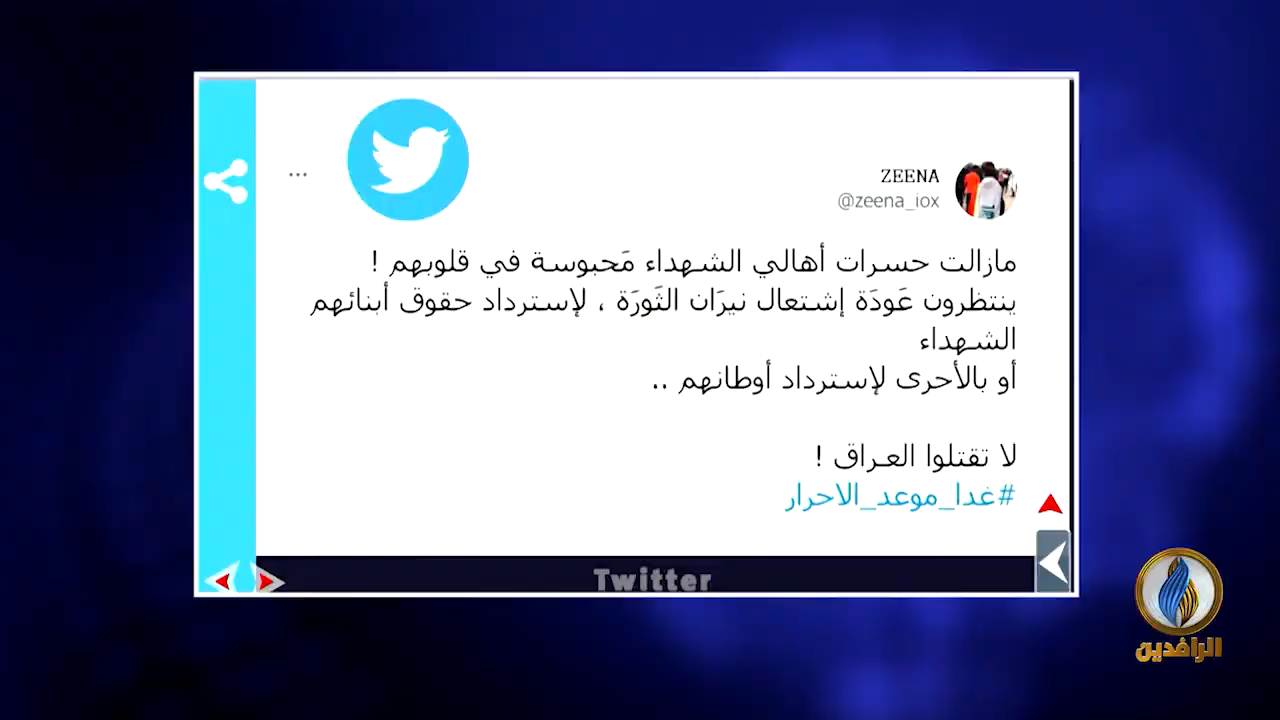 ZEENA
@zeena_iox
...
مازالت حسرات أهالي الشهداء مَحبوسة في قلوبهم !
ينتظرون عَودَة إشتعال نيرَان الثَورَة ، لإسترداد حقوق أبنائهم
الشهداء
أو بالأحرى لإسترداد أوطانهم ..
لا تقتلوا العراق !
#غدا_موعد_الاحرار
Twitter
الرافدين